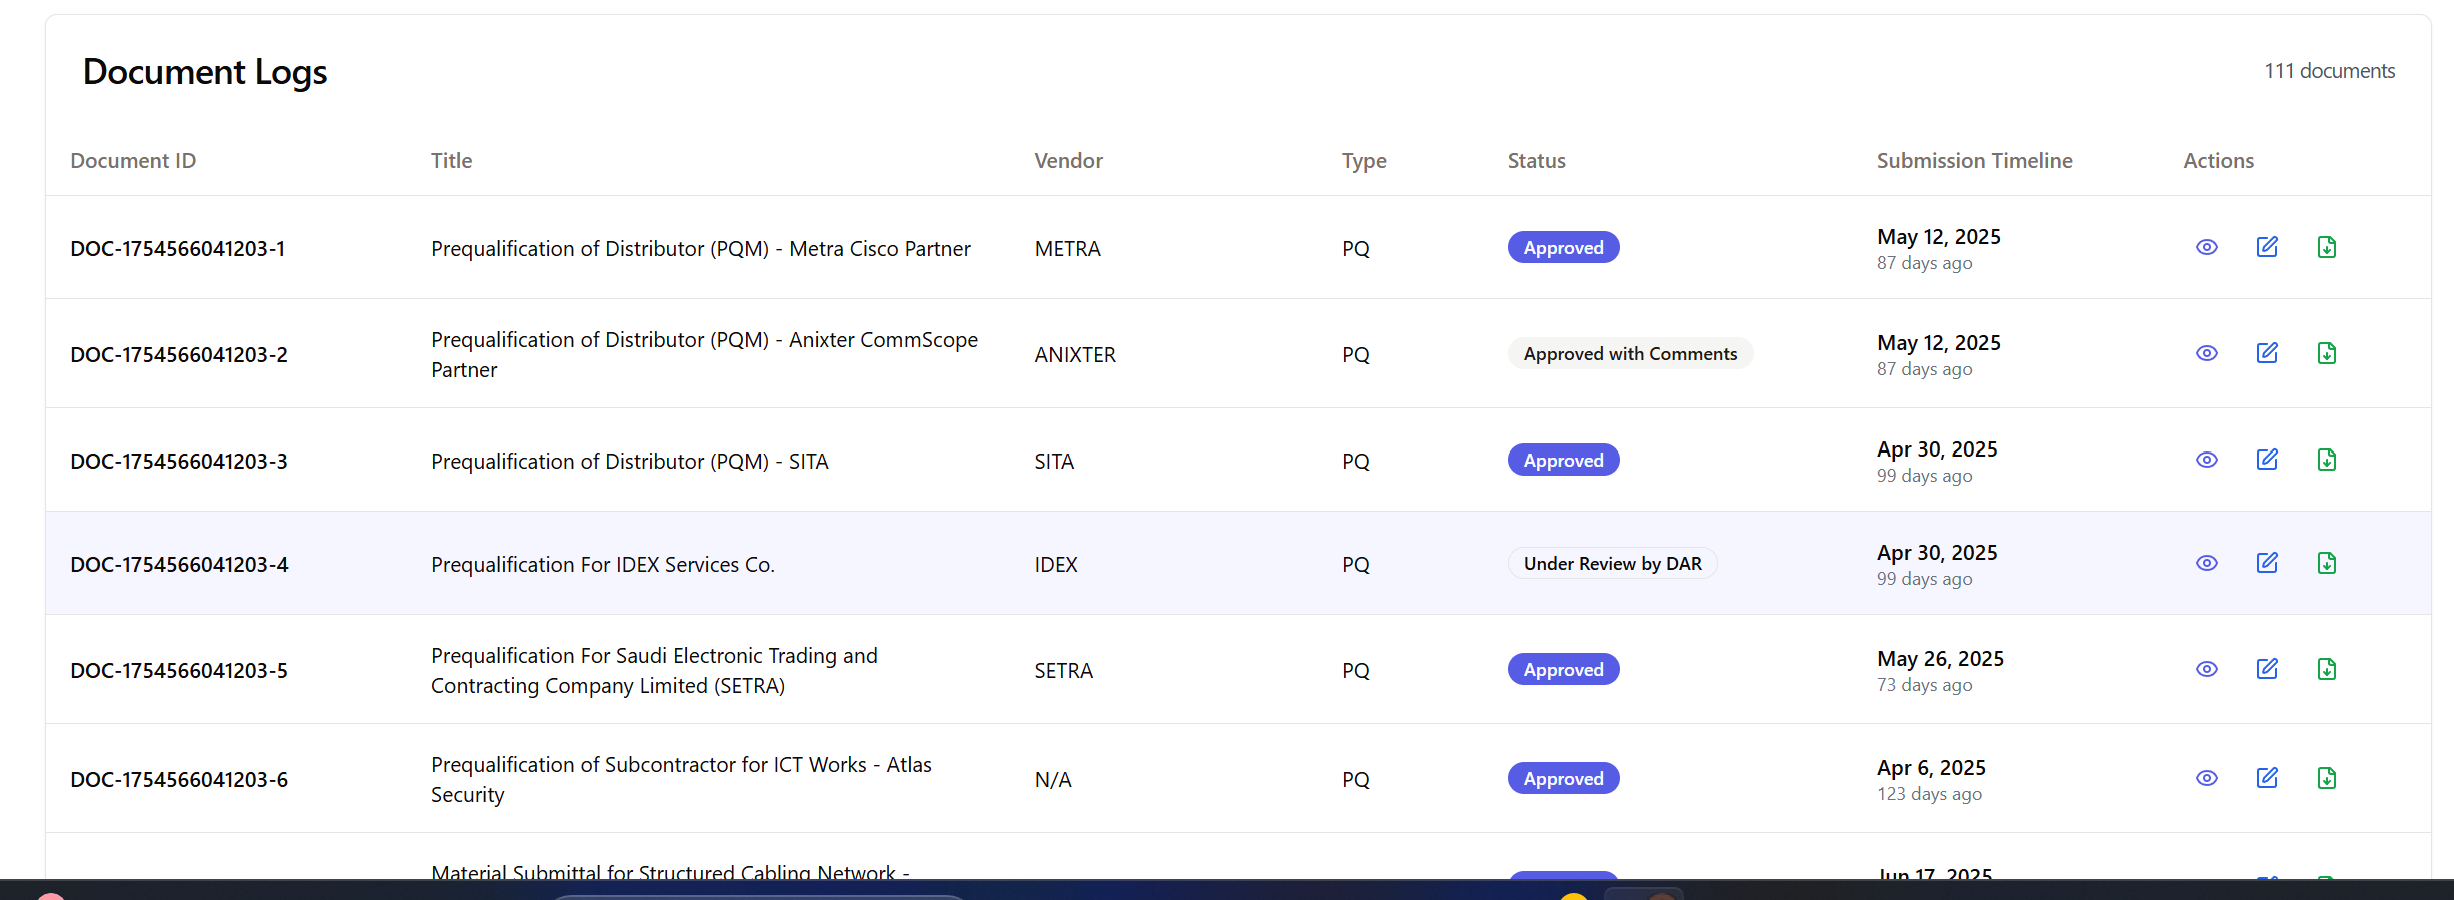 Document Logs
111 documents
Document ID Title Vendor Type Status Submission Timeline Actions
DOC-1754566041203-1 Prequalification of Distributor (PQM) - Metra Cisco Partner METRA PQ Approved May 12, 2025
87 days ago
DOC-1754566041203-2 Prequalification of Distributor (PQM) - Anixter CommScope
Partner ANIXTER PQ Approved with Comments May 12, 2025
87 days ago
DOC-1754566041203-3 Prequalification of Distributor (PQM) - SITA SITA PQ Approved Apr 30, 2025
99 days ago
DOC-1754566041203-4 Prequalification For IDEX Services Co. IDEX PQ Under Review by DAR Apr 30, 2025
99 days ago
DOC-1754566041203-5 Prequalification For Saudi Electronic Trading and
Contracting Company Limited (SETRA) SETRA PQ Approved May 26, 2025
73 days ago
DOC-1754566041203-6 Prequalification of Subcontractor for ICT Works - Atlas
Security N/A PQ Approved Apr 6, 2025
123 days ago
Material Submittal for Structured Cabling Network - Jun 17, 2025